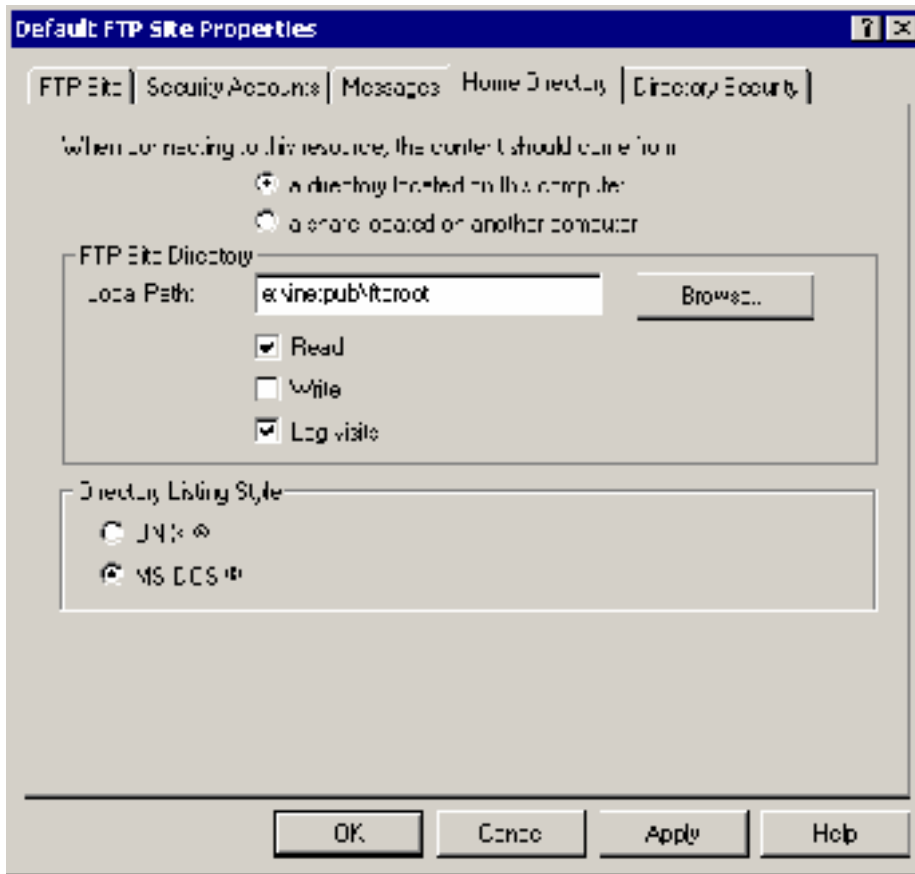 Default FTP Site Properties
FTP Site Security Accounts Messages Home Directory Directory Security
When connecting to this resource, the content should come from
a directory located on this computer
a share located on another computer
FTP Site Directory
Local Path: e:\inetpub\ftproot Browse...
Read
Write
Log visits
Directory Listing Style
UNIX ®
MS-DOS ®
OK Cancel Apply Help